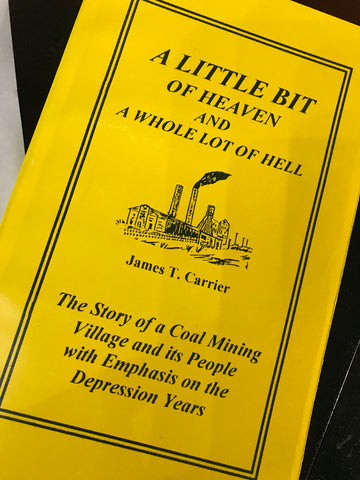 A LITTLE BIT
OF HEAVEN
AND
A WHOLE LOT OF HELL
James T. Carrier
The Story of a Coal Mining
Village and its People
with Emphasis on the
Depression Years